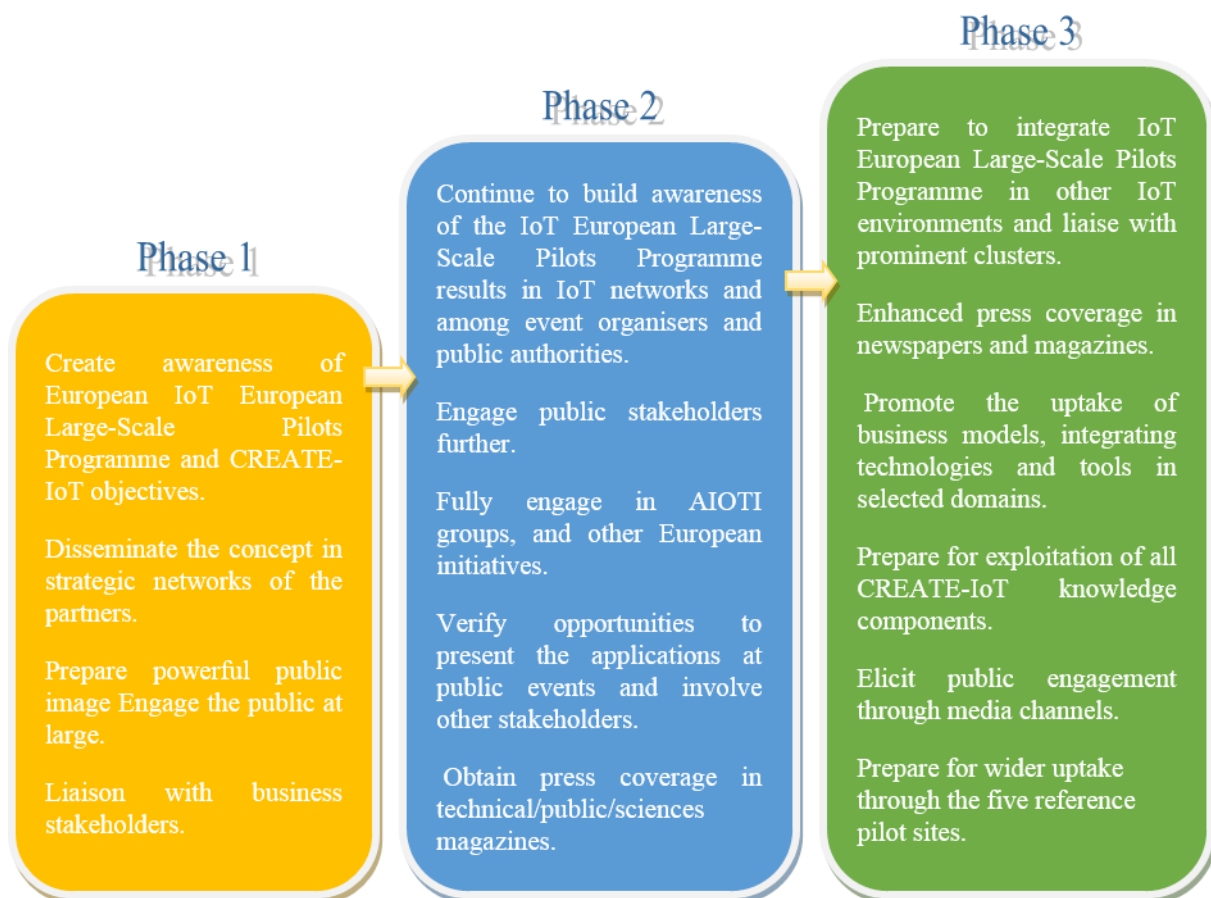 Phase 1
Create awareness of
European IoT European
Large-Scale Pilots
Programme and CREATE-
IoT objectives.
Disseminate the concept in
strategic networks of the
partners.
Prepare powerful public
image Engage the public at
large.
Liaison with business
stakeholders.
Phase 2
Continue to build awareness
of the IoT European Large-
Scale Pilots Programme
results in IoT networks and
among event organisers and
public authorities.
Engage public stakeholders
further.
Fully engage in AIOTI
groups, and other European
initiatives.
Verify opportunities to
present the applications at
public events and involve
other stakeholders.
Obtain press coverage in
technical/public/sciences
magazines.
Phase 3
Prepare to integrate IoT
European Large-Scale Pilots
Programme in other IoT
environments and liaise with
prominent clusters.
Enhanced press coverage in
newspapers and magazines.
Promote the uptake of
business models, integrating
technologies and tools in
selected domains.
Prepare for exploitation of all
CREATE-IoT knowledge
components.
Elicit public engagement
through media channels.
Prepare for wider uptake
through the five reference
pilot sites.